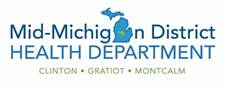 Mid-Michigan District
HEALTH DEPARTMENT
CLINTON • GRATIOT • MONTCALM